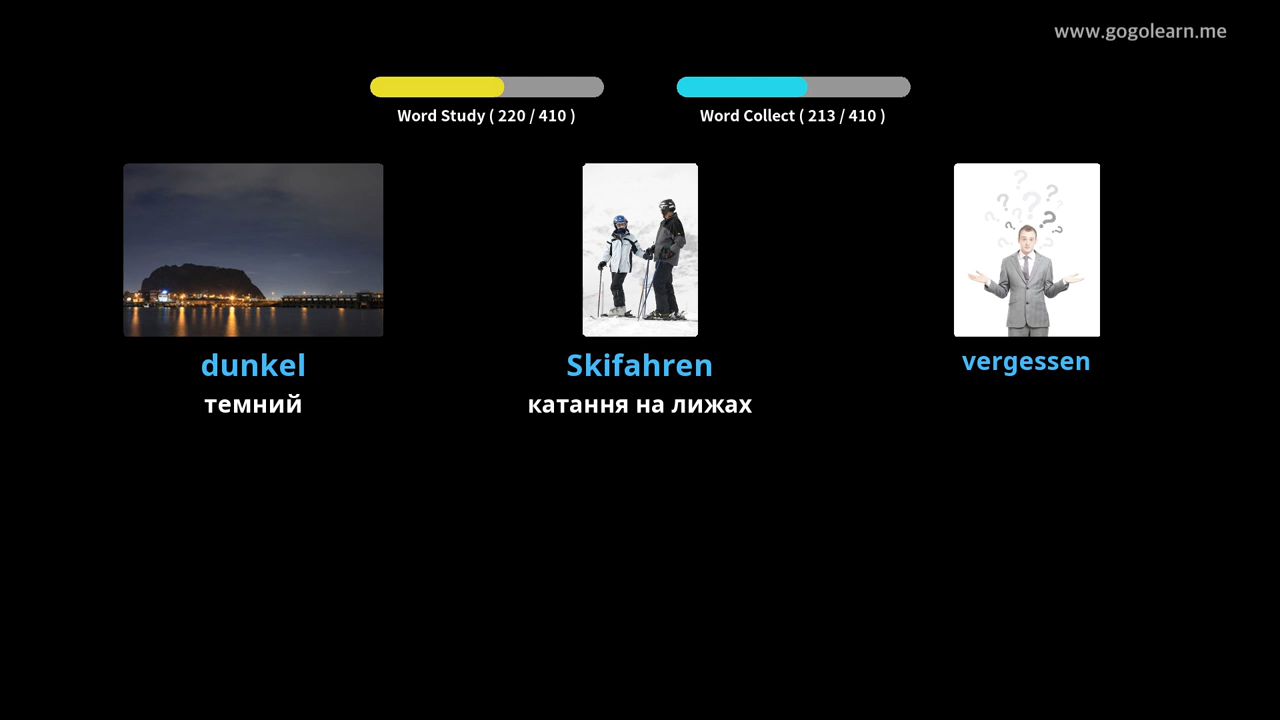 www.gogolearn.me
Word Study ( 220 / 410 )
Word Collect ( 213 / 410 )
dunkel
темний
Skifahren
катання на лижах
vergessen